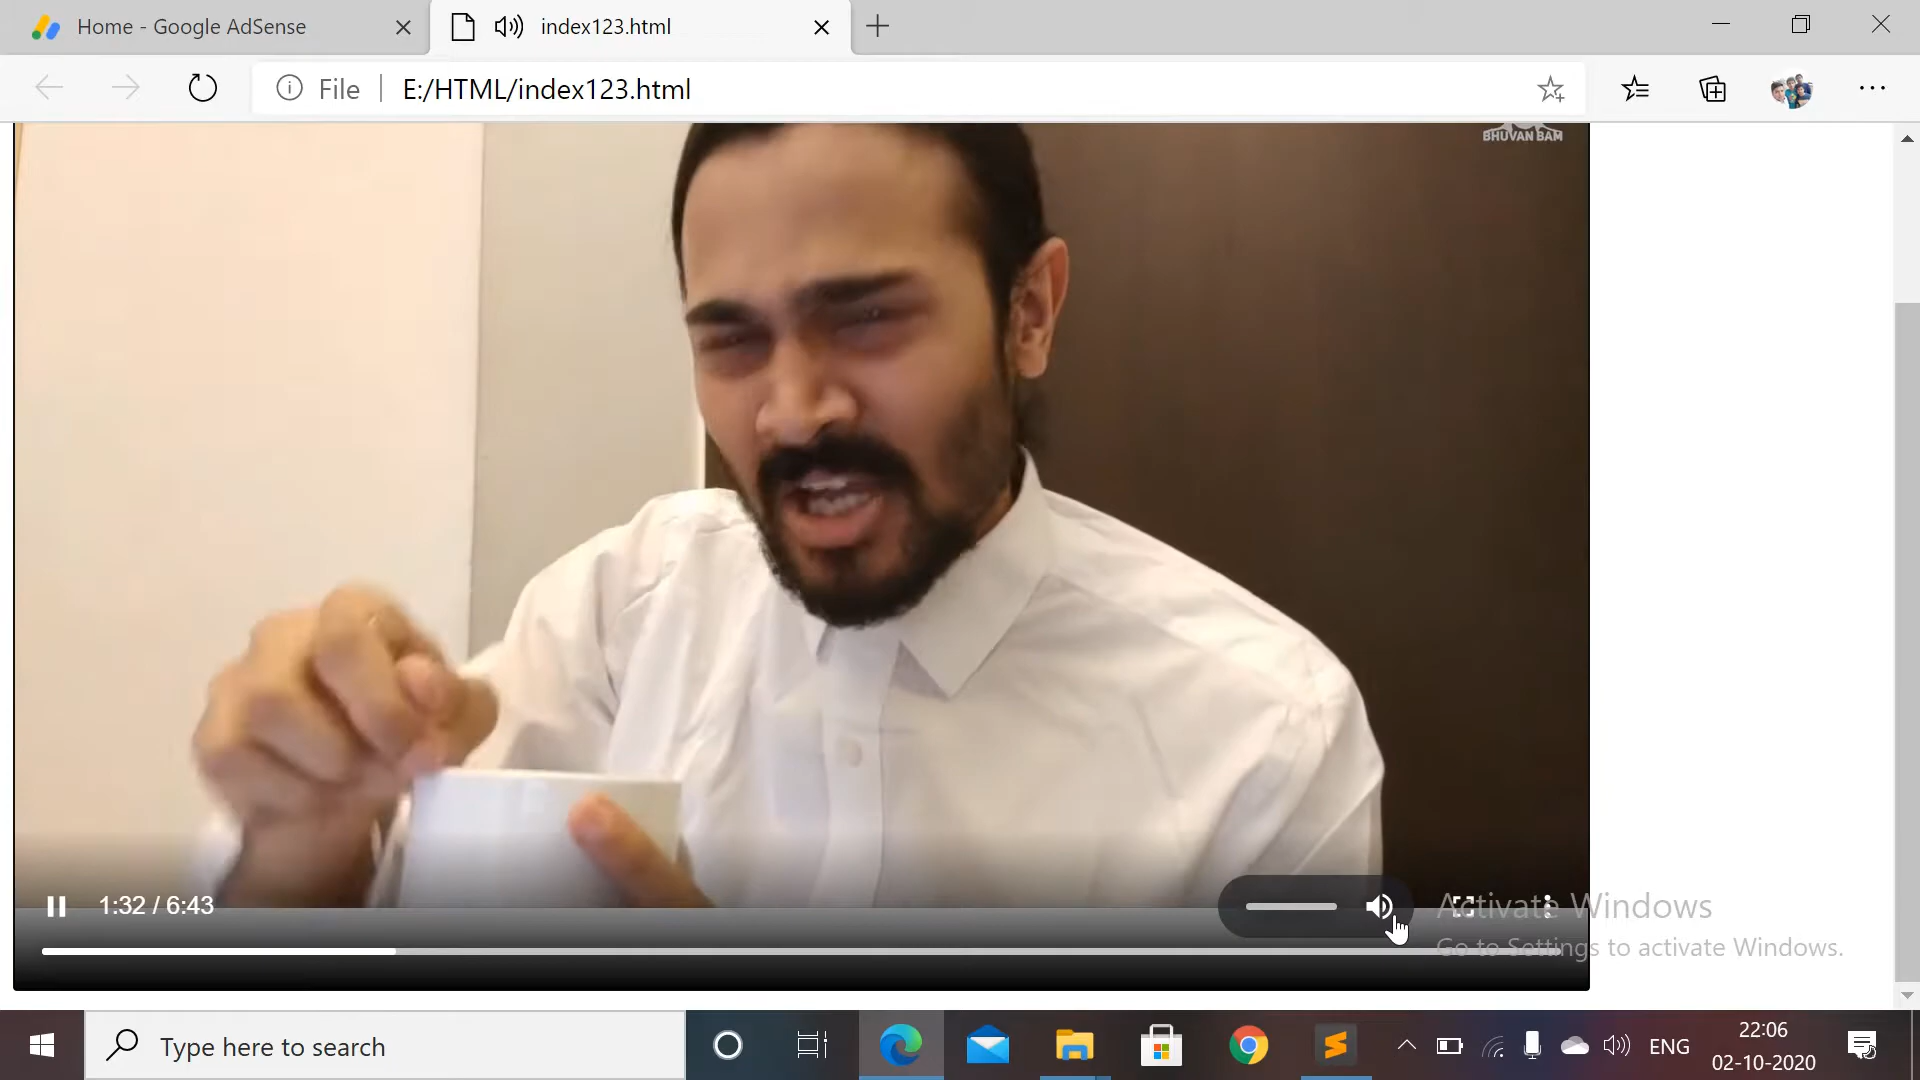 Home - Google AdSense
index123.html
File
E:/HTML/index123.html
BHUVAN BAM
1:32 / 6:43
Activate Windows
Go to Settings to activate Windows.
Type here to search
ENG
22:06
02-10-2020